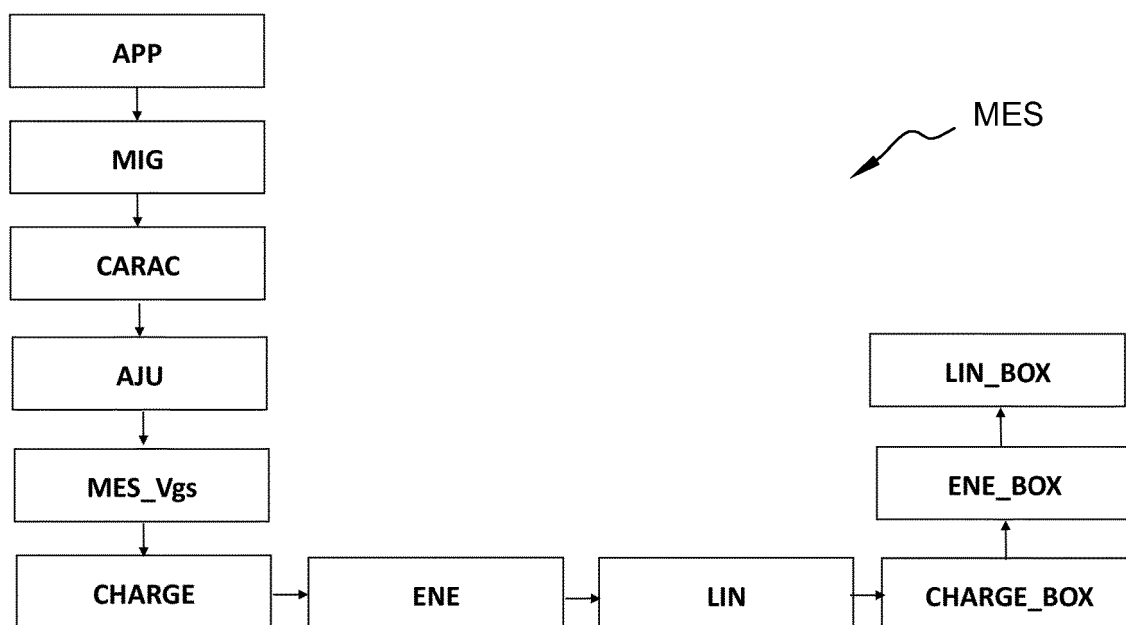 APP
MES
MIG
CARAC
AJU
LIN_BOX
MES_Vgs
ENE_BOX
CHARGE
ENE
LIN
CHARGE_BOX